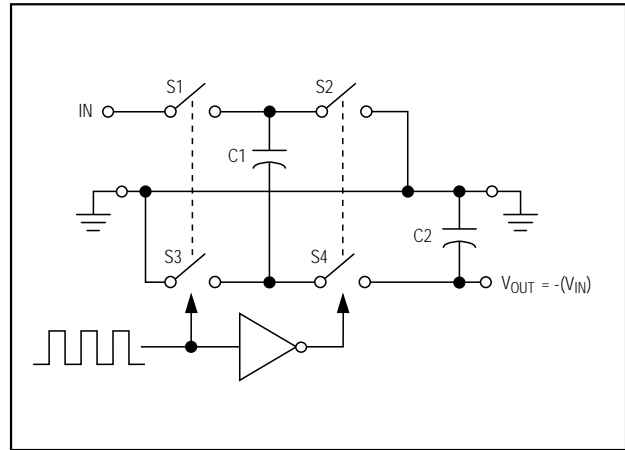 S1
S2
IN
C1
C2
S3
S4
VOUT = -(VIN)